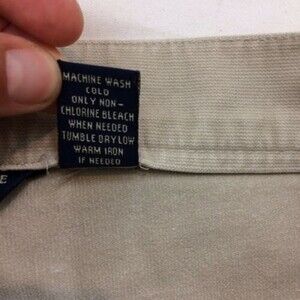 MACHINE WASH
COLD
ONLY NON-
CHLORINE BLEACH
WHEN NEEDED
TUMBLE DRY LOW
WARM IRON
IF NEEDED
E